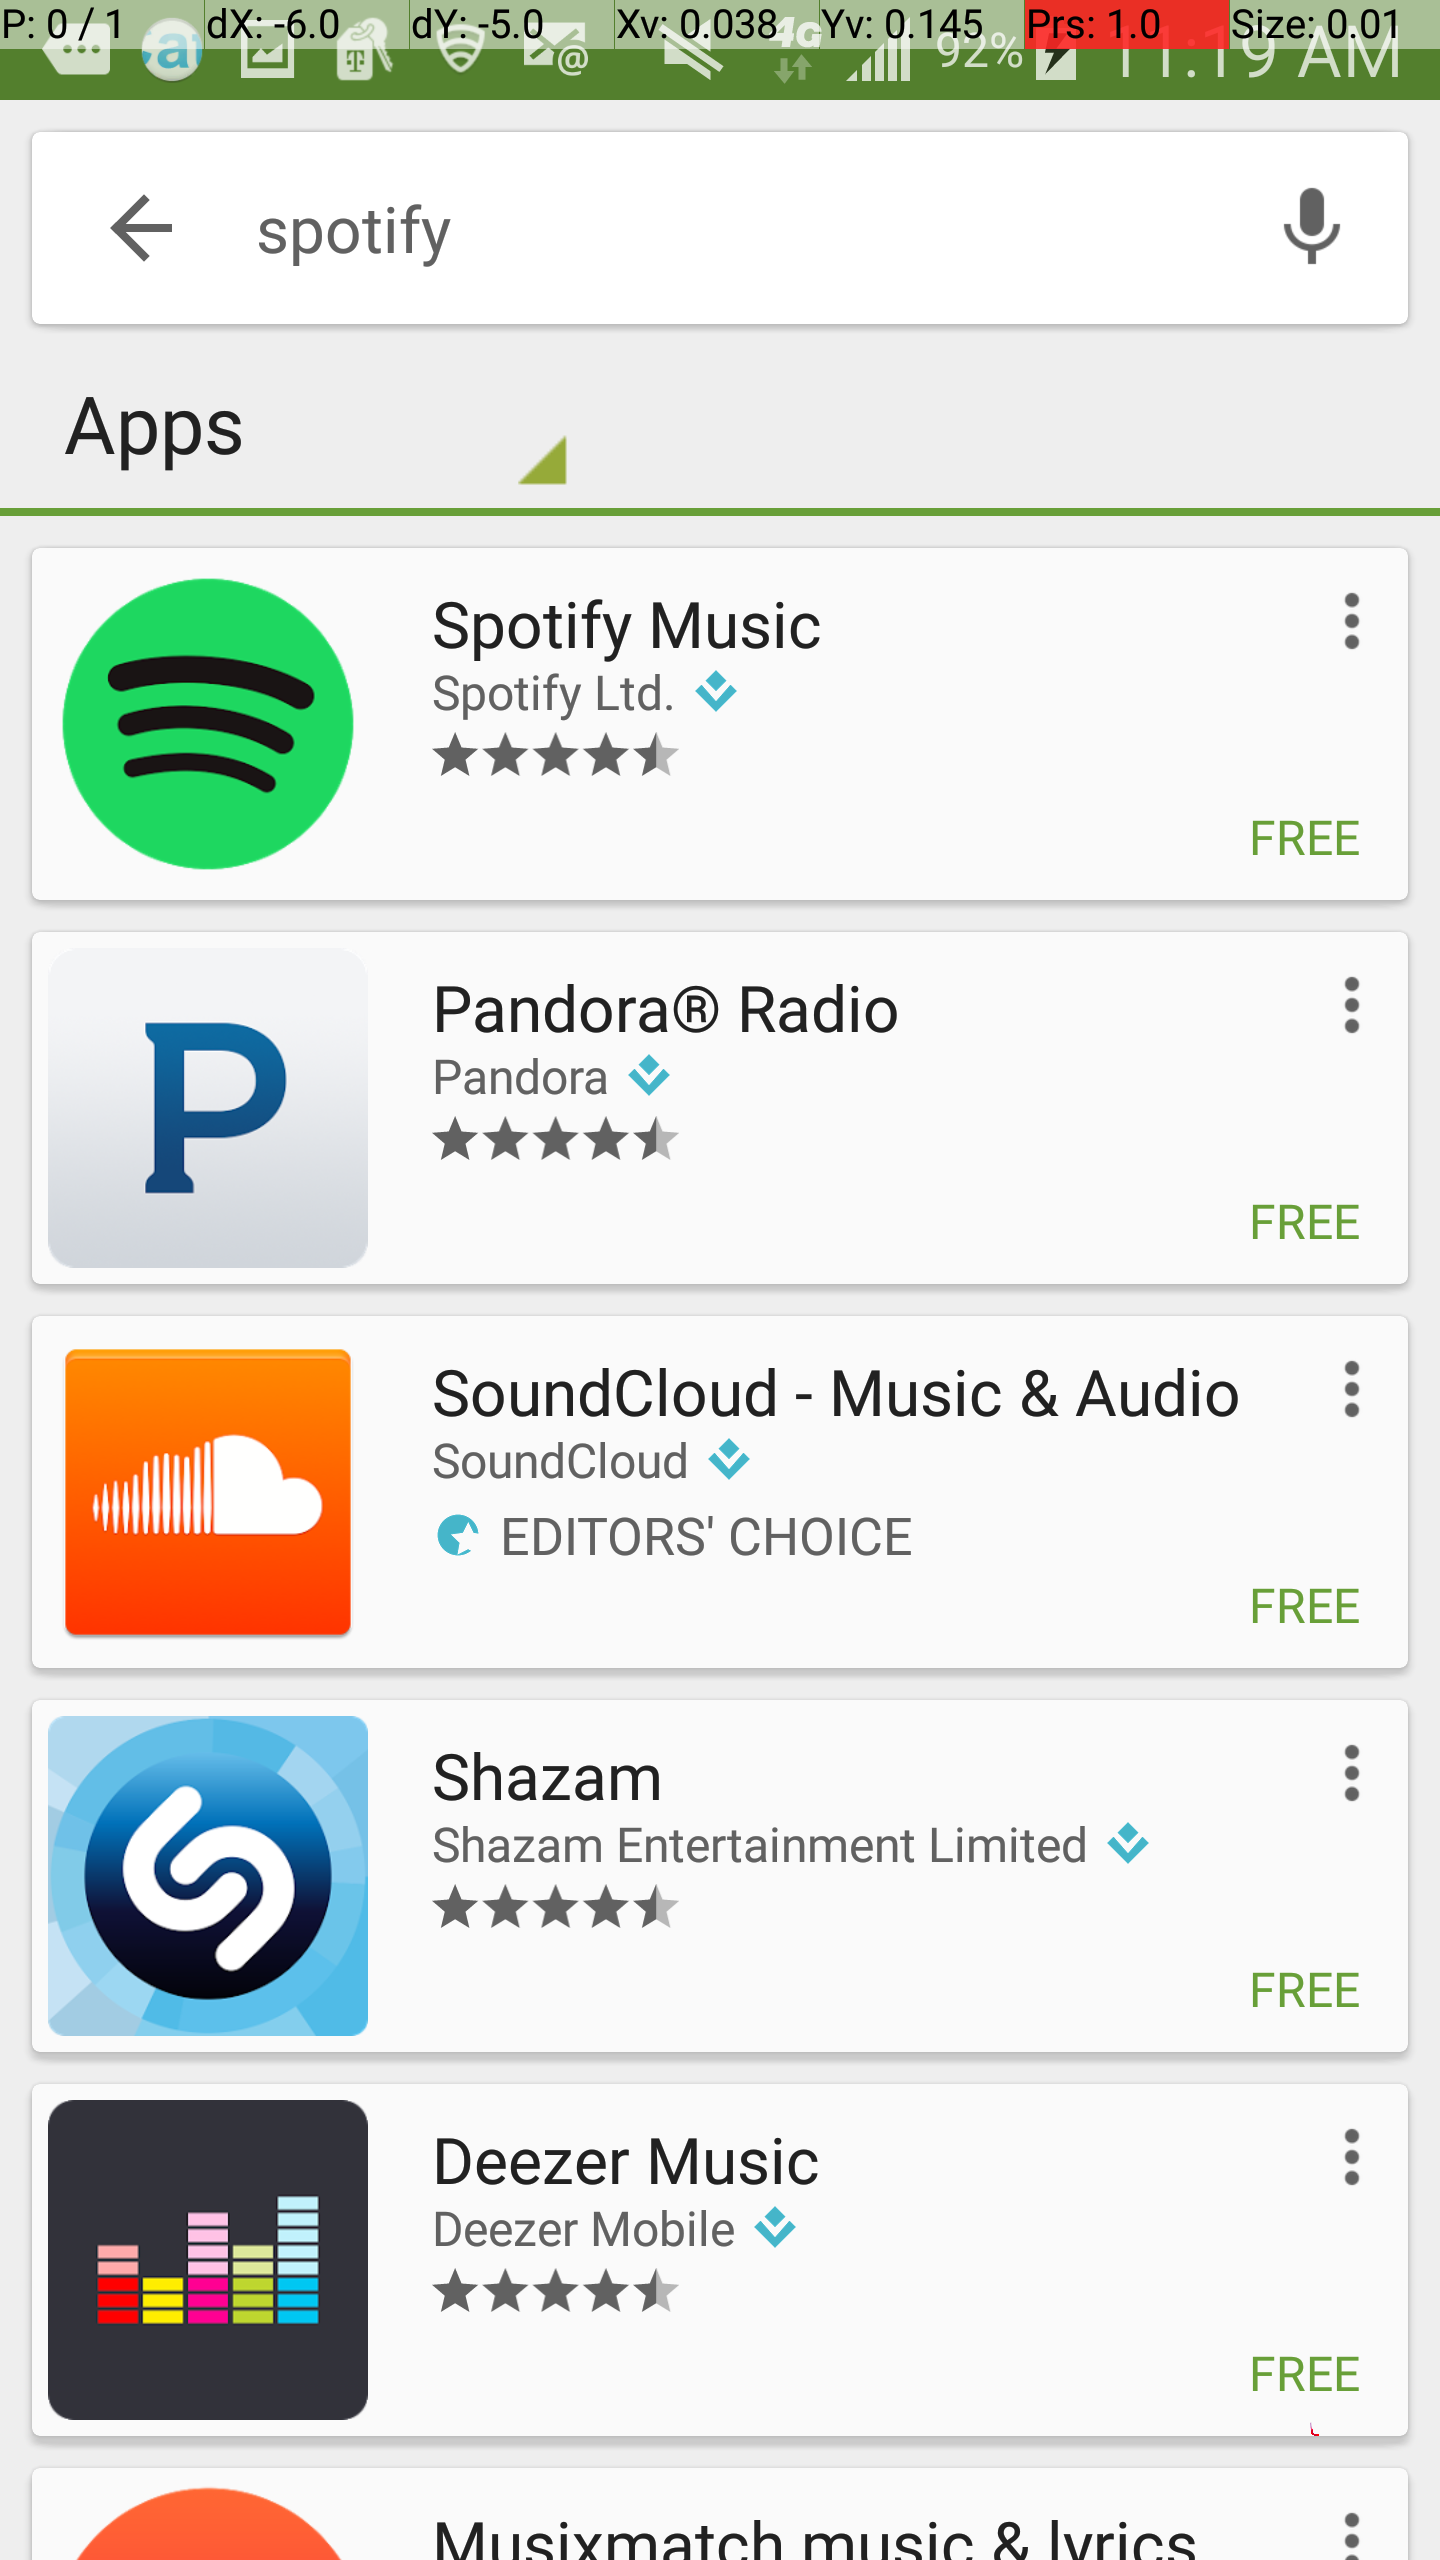 P: 0 / 1 dX: -6.0 dY: -5.0 Xv: 0.038 Yv: 0.145 Prs: 1.0 Size: 0.01
@ 4G 92% 11:19 AM
spotify
Apps
Spotify Music
Spotify Ltd.
FREE
P
Pandora® Radio
Pandora
FREE
SoundCloud - Music & Audio
SoundCloud
EDITORS' CHOICE
FREE
Shazam
Shazam Entertainment Limited
FREE
Deezer Music
Deezer Mobile
FREE
Musixmatch music & lyrics